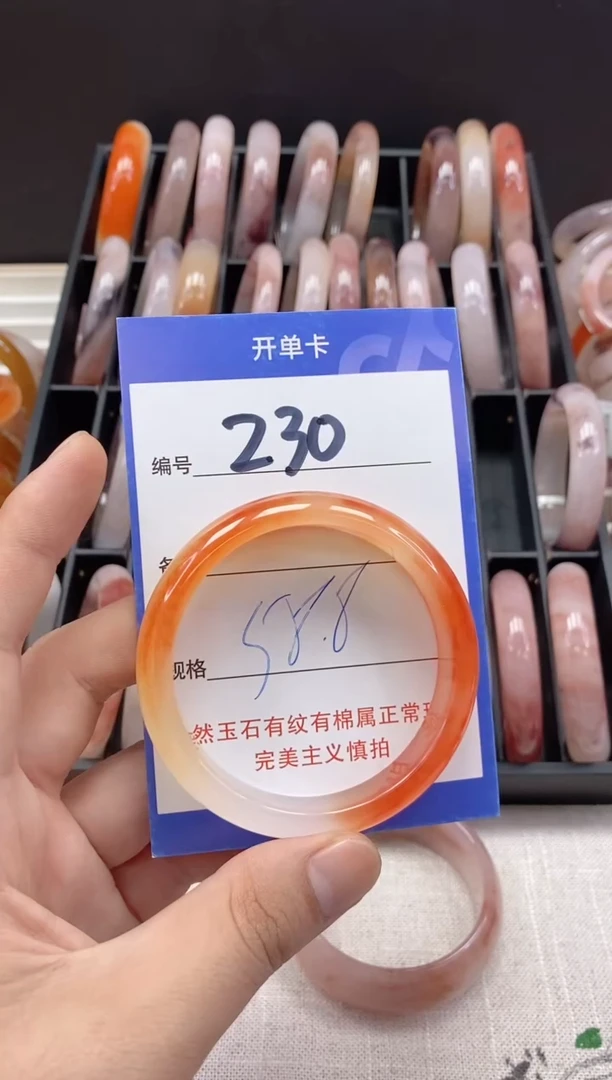 开单卡
编号 230
规格 58.8
然玉石有纹有棉属正常
完美主义慎拍